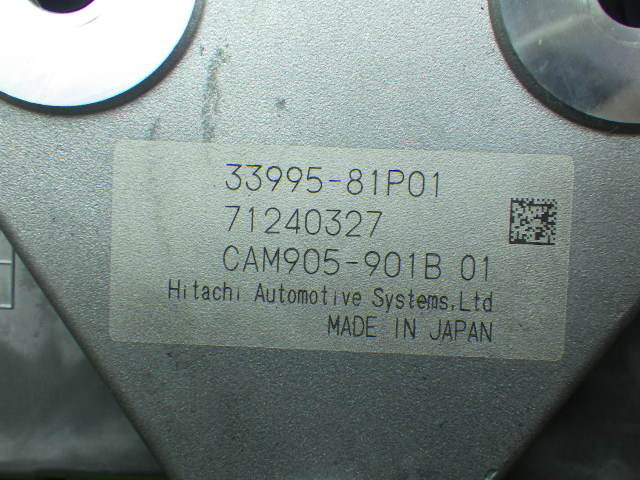 33995-81P01
71240327
CAM905-901B 01
Hitachi Automotive Systems,Ltd
MADE IN JAPAN